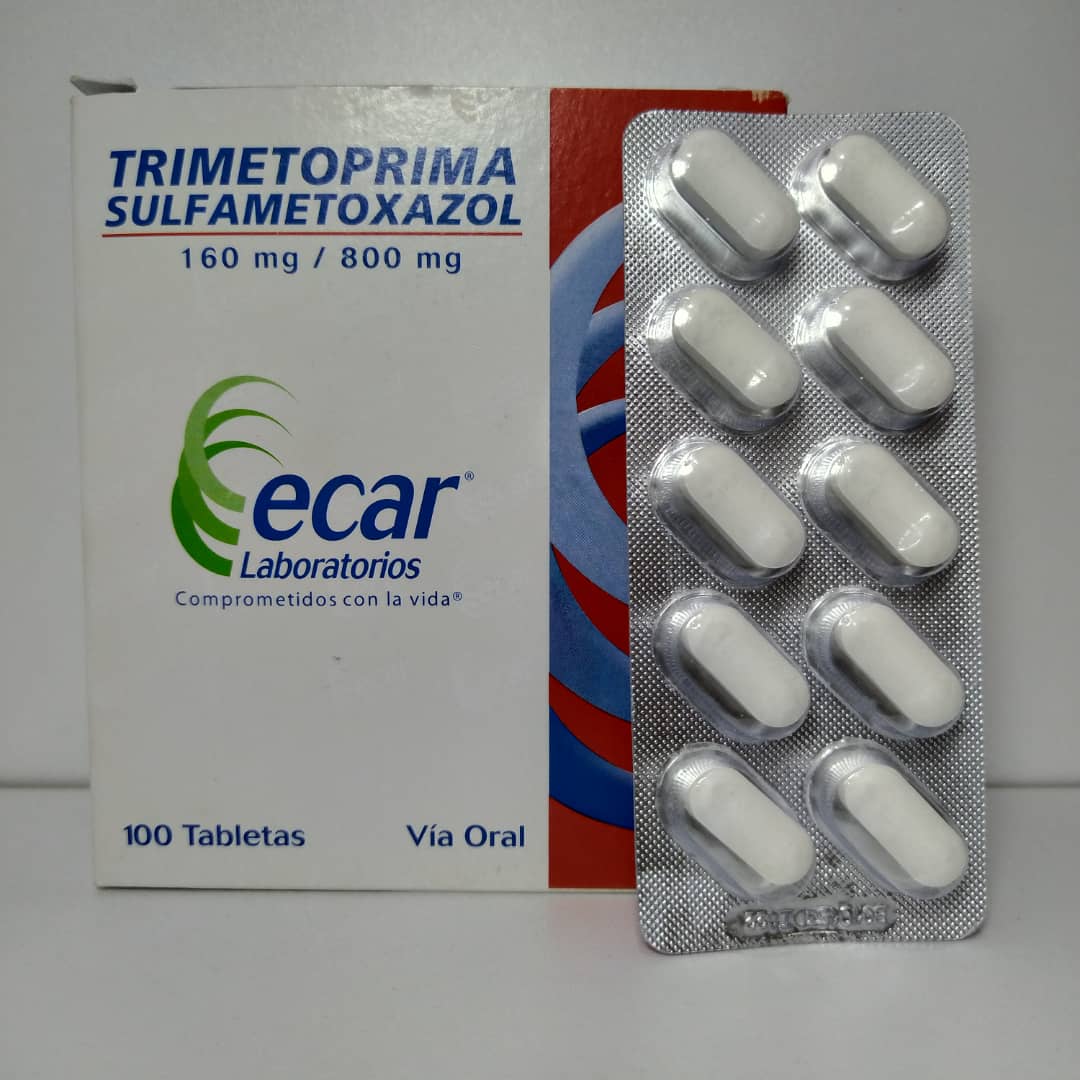 TRIMETOPRIMA
SULFAMETOXAZOL
160 mg / 800 mg
ecar®
Laboratorios
Comprometidos con la vida®
100 Tabletas
Vía Oral